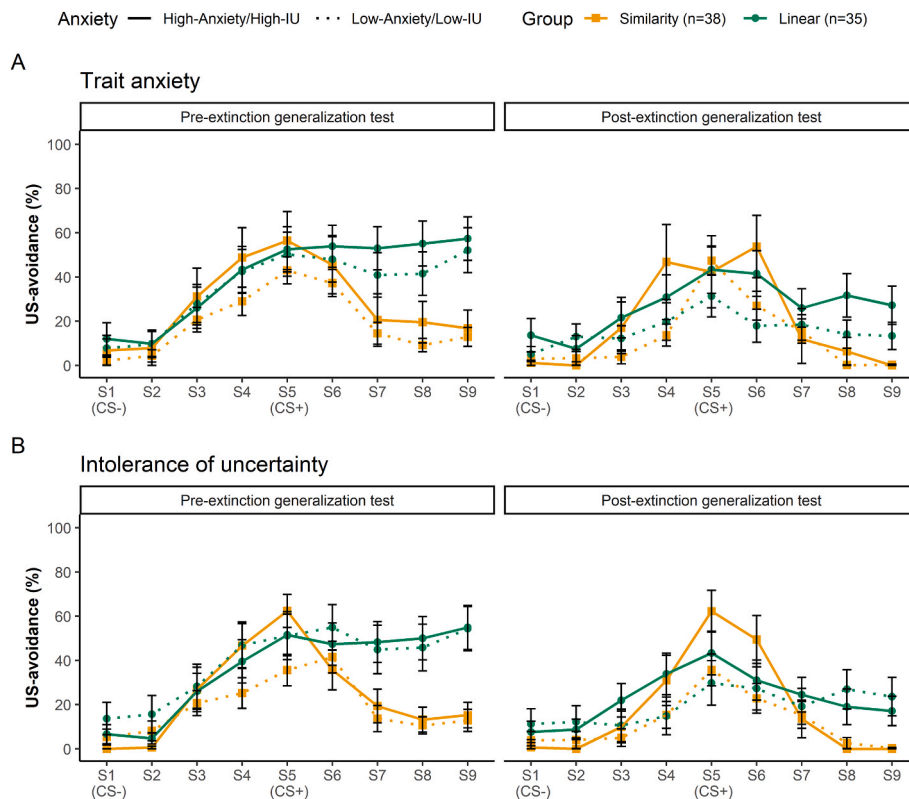 Anxiety High-Anxiety/High-IU Low-Anxiety/Low-IU Group Similarity (n=38) Linear (n=35)
A
Trait anxiety
Pre-extinction generalization test Post-extinction generalization test
US-avoidance (%)
100
80
60
40
20
0
S1 S2 S3 S4 S5 S6 S7 S8 S9 S1 S2 S3 S4 S5 S6 S7 S8 S9
(CS-) (CS+) (CS-) (CS+)
B
Intolerance of uncertainty
Pre-extinction generalization test Post-extinction generalization test
US-avoidance (%)
100
80
60
40
20
0
S1 S2 S3 S4 S5 S6 S7 S8 S9 S1 S2 S3 S4 S5 S6 S7 S8 S9
(CS-) (CS+) (CS-) (CS+)